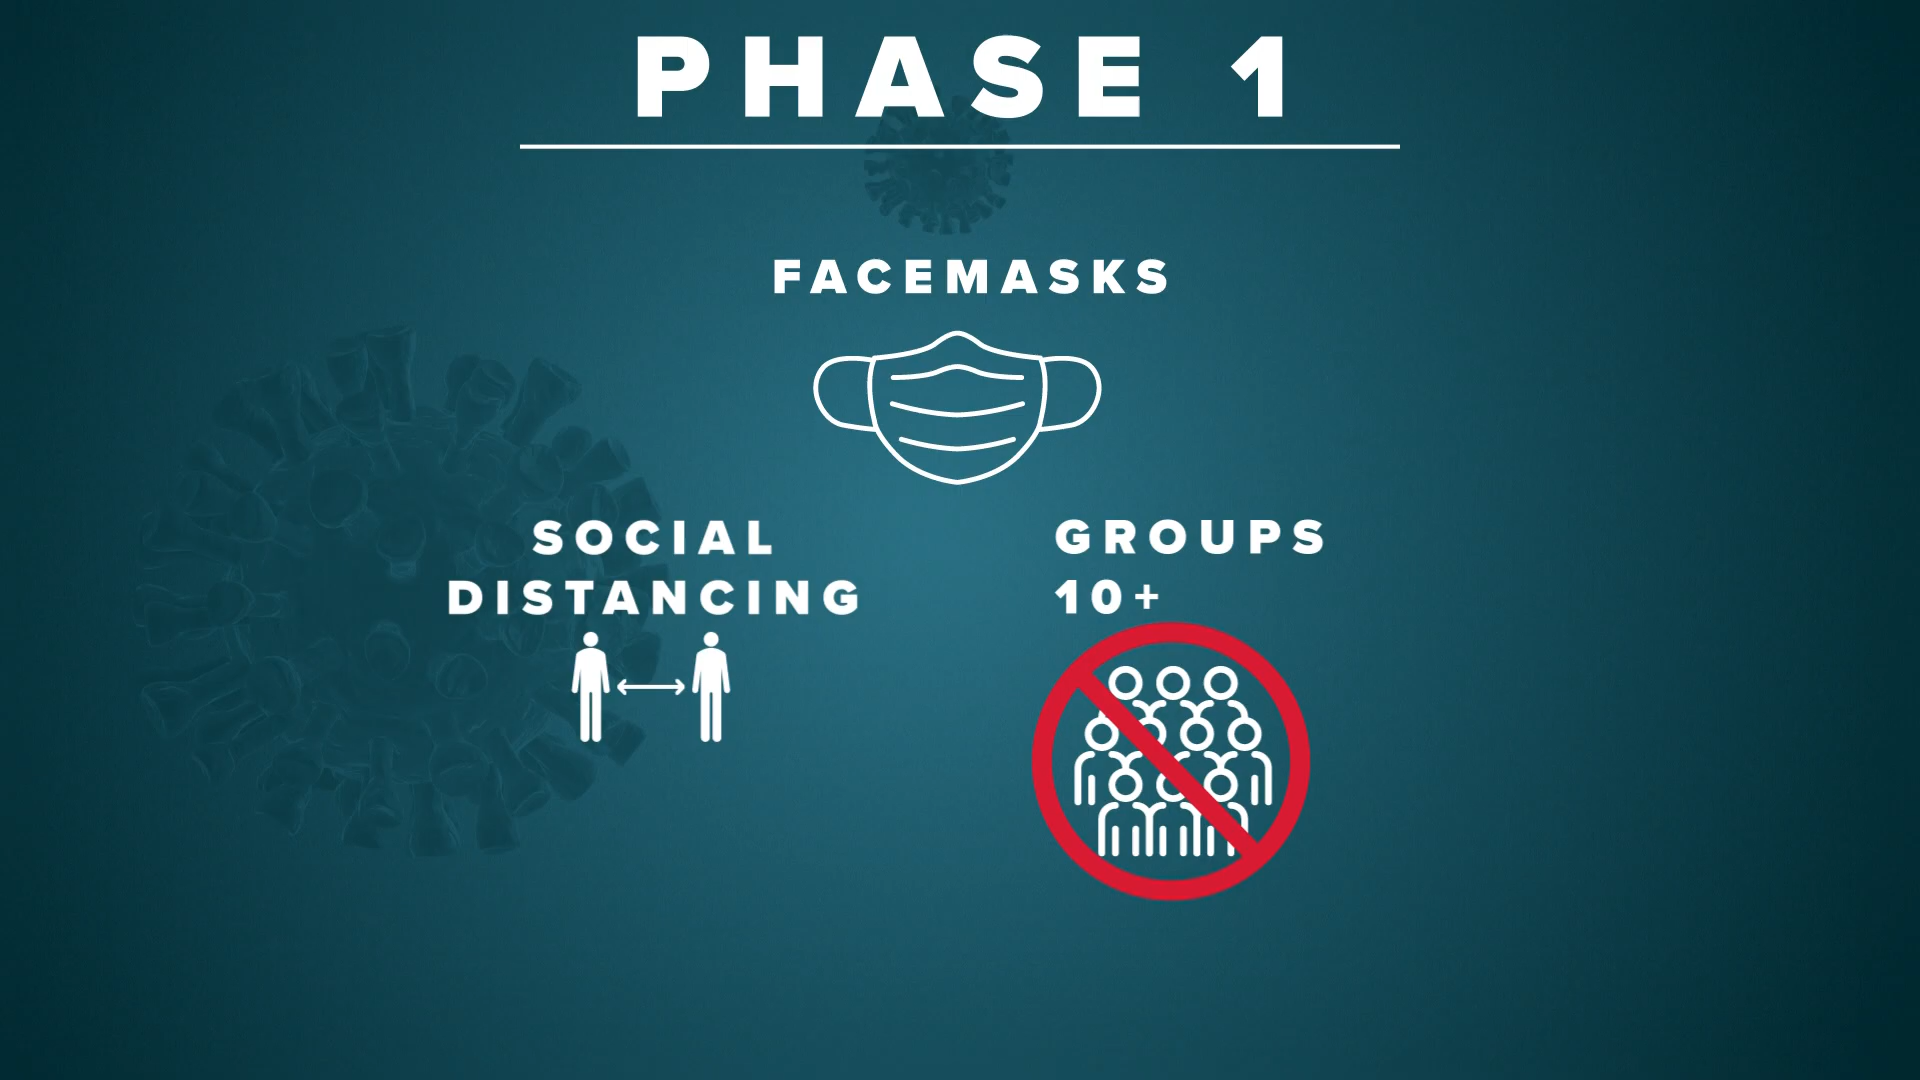 PHASE 1
FACEMASKS
SOCIAL
DISTANCING
GROUPS
10+